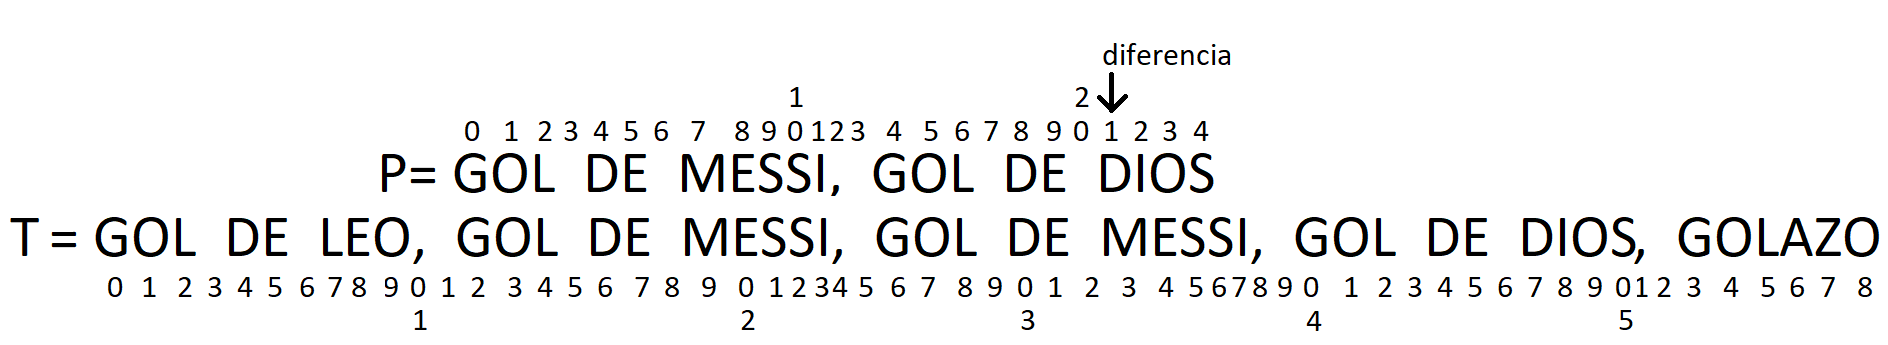 diferencia
1 2
0 1 2 3 4 5 6 7 8 9 0 1 2 3 4 5 6 7 8 9 0 1 2 3 4
P= GOL DE MESSI, GOL DE DIOS
T = GOL DE LEO, GOL DE MESSI, GOL DE MESSI, GOL DE DIOS, GOLAZO
0 1 2 3 4 5 6 7 8 9 0 1 2 3 4 5 6 7 8 9 0 1 2 3 4 5 6 7 8 9 0 1 2 3 4 5 6 7 8 9 0 1 2 3 4 5 6 7 8 9 0 1 2 3 4 5 6 7 8
1 2 3 4 5